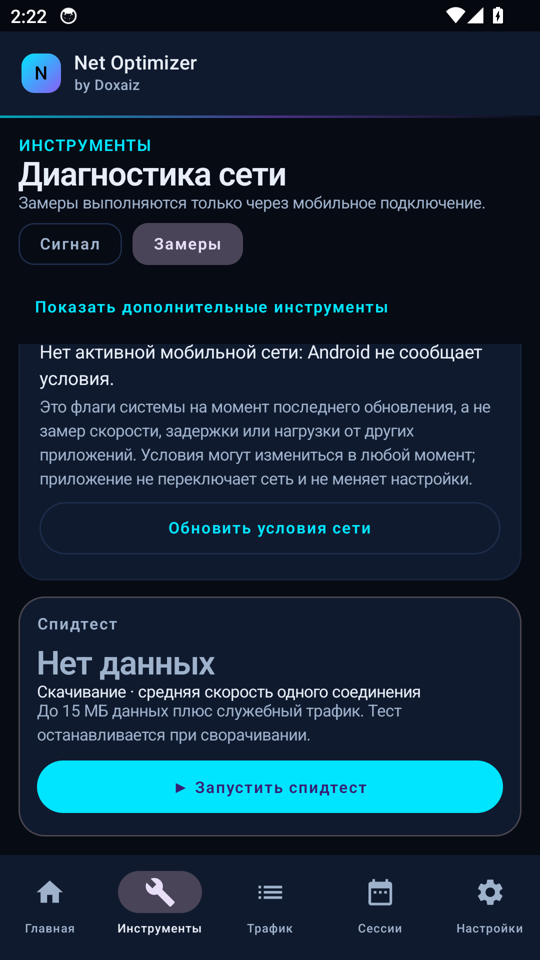 2:22
N
Net Optimizer
by Doxaiz
ИНСТРУМЕНТЫ
Диагностика сети
Замеры выполняются только через мобильное подключение.
Сигнал
Замеры
Показать дополнительные инструменты
Нет активной мобильной сети: Android не сообщает
условия.
Это флаги системы на момент последнего обновления, а не
замер скорости, задержки или нагрузки от других
приложений. Условия могут измениться в любой момент;
приложение не переключает сеть и не меняет настройки.
Обновить условия сети
Спидтест
Нет данных
Скачивание · средняя скорость одного соединения
До 15 МБ данных плюс служебный трафик. Тест
останавливается при сворачивании.
► Запустить спидтест
Главная
Инструменты
Трафик
Сессии
Настройки